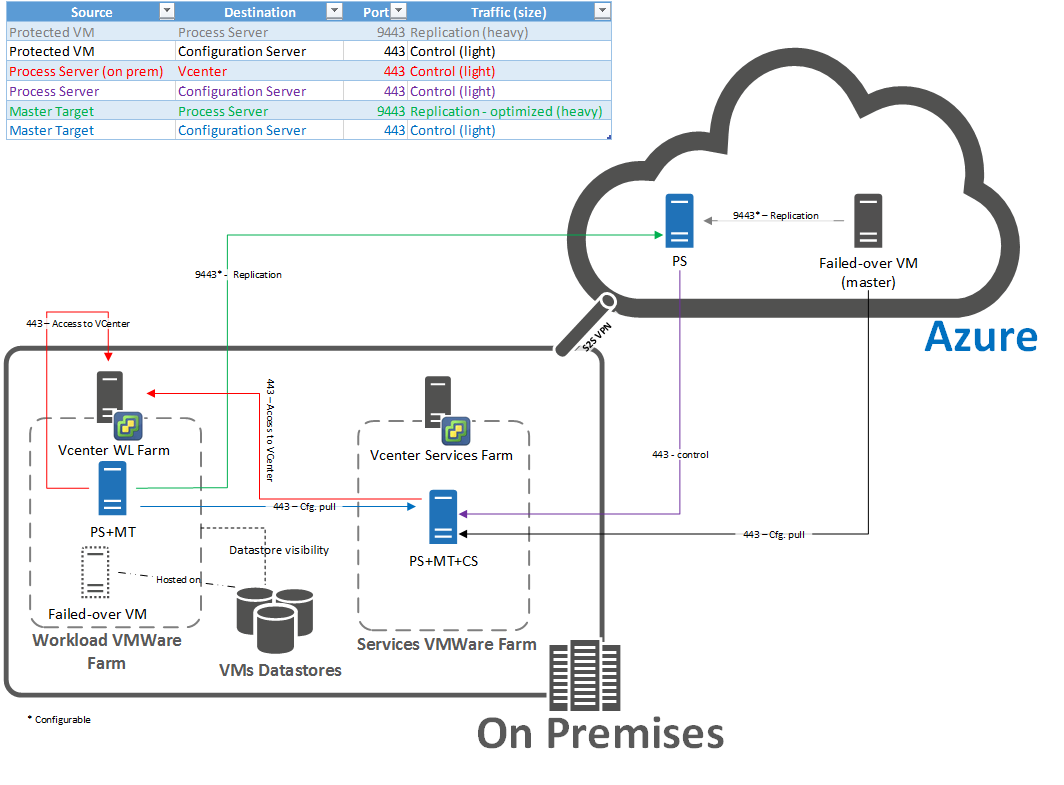 Source Destination Port Traffic (size)
Protected VM Process Server 9443 Replication (heavy)
Protected VM Configuration Server 443 Control (light)
Process Server (on prem) Vcenter 443 Control (light)
Process Server Configuration Server 443 Control (light)
Master Target Process Server 9443 Replication - optimized (heavy)
Master Target Configuration Server 443 Control (light)
9443* – Replication
PS
Failed-over VM
(master)
9443* - Replication
S2S VPN
443 – Access to VCenter
Azure
443 – Access to VCenter
Vcenter WL Farm
Vcenter Services Farm
443 - control
443 – Cfg. pull
PS+MT
443 – Cfg. pull
Datastore visibility
PS+MT+CS
Hosted on
Failed-over VM
Workload VMWare
Farm
Services VMWare Farm
VMs Datastores
* Configurable
On Premises